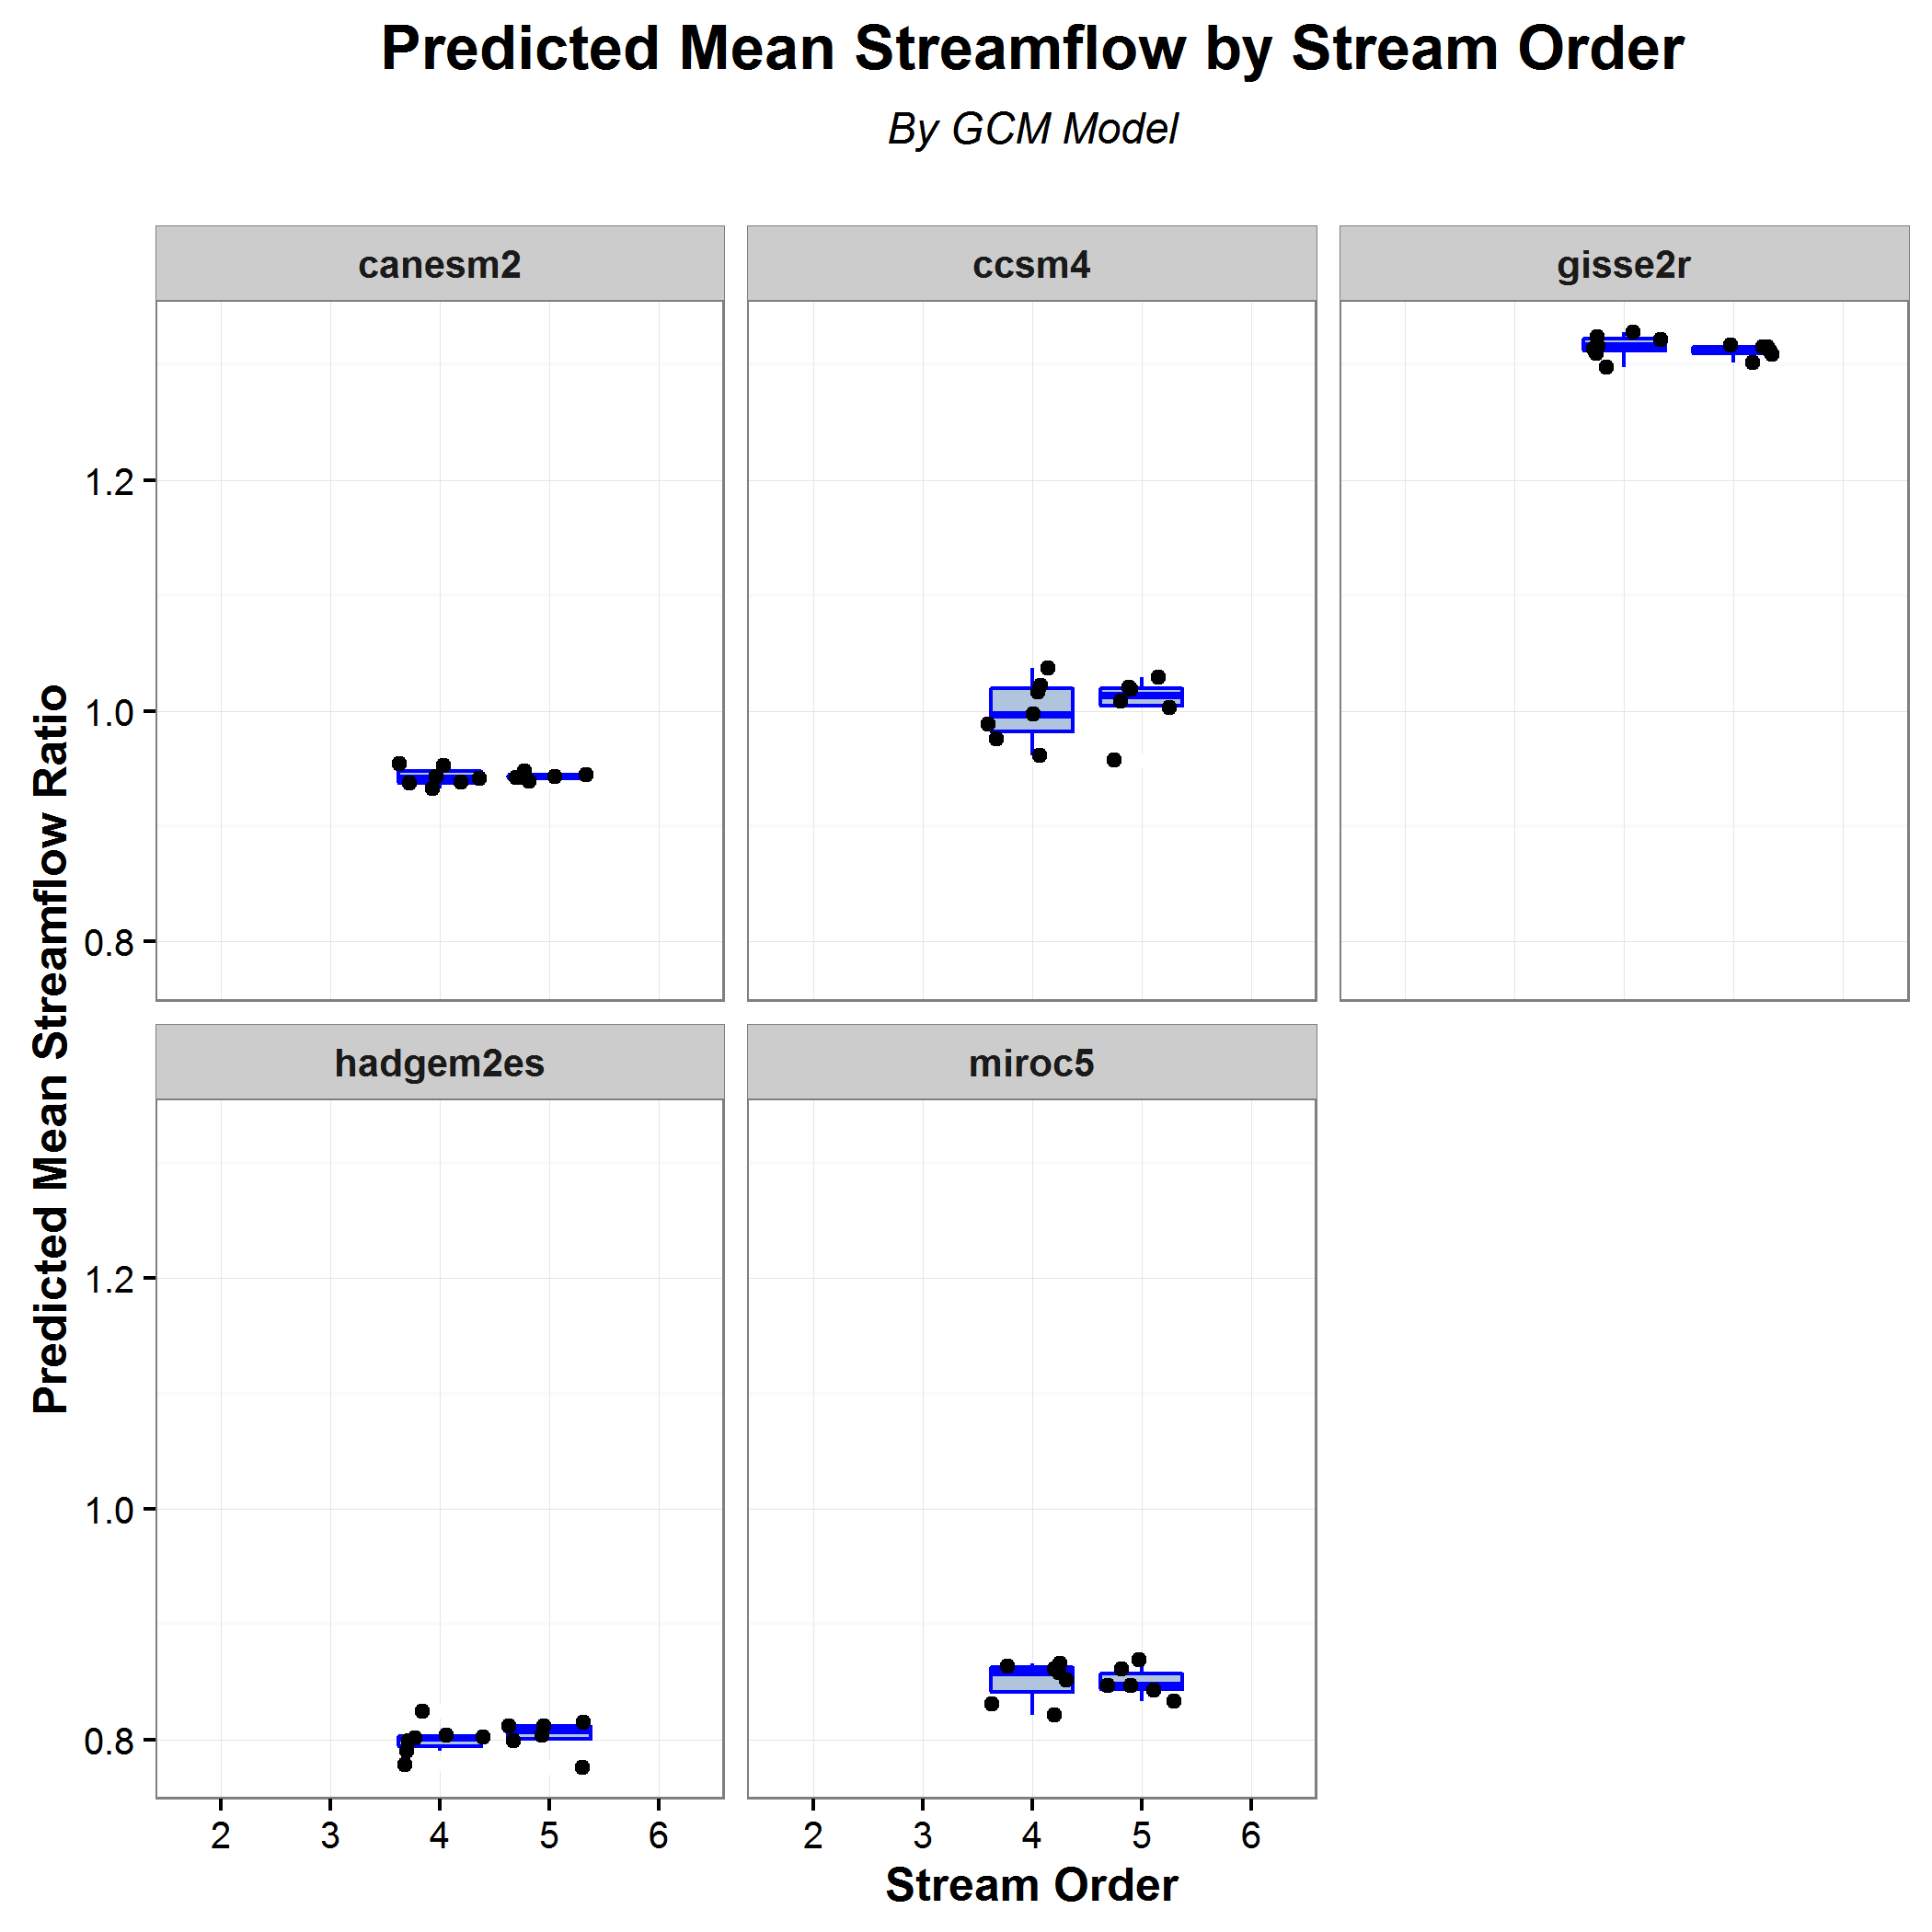 Predicted Mean Streamflow by Stream Order
By GCM Model
canesm2
ccsm4
gisse2r
1.2
1.0
0.8
hadgem2es
miroc5
1.2
1.0
0.8
2 3 4 5 6
2 3 4 5 6
Stream Order
Predicted Mean Streamflow Ratio